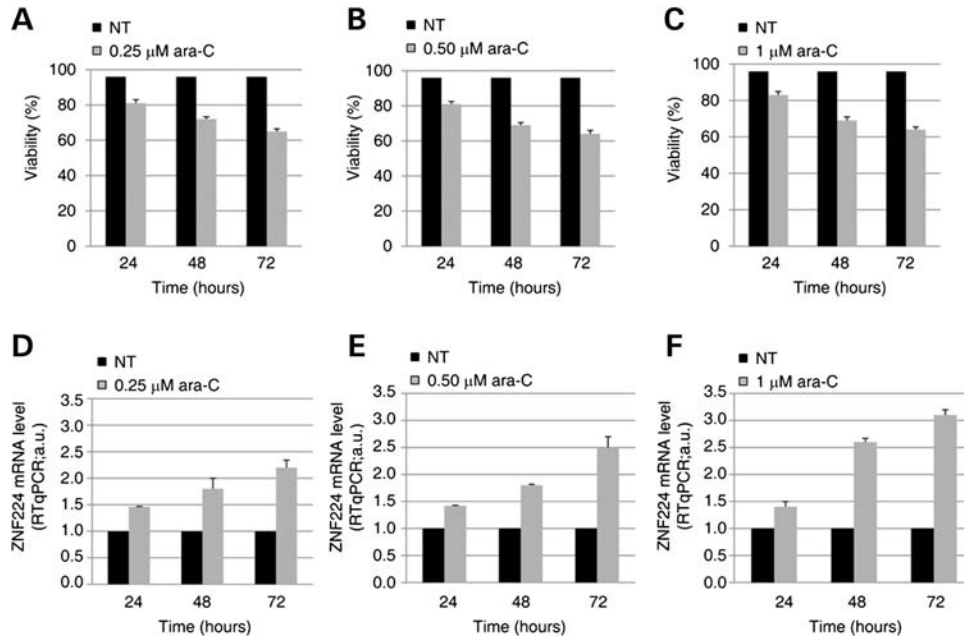 A
NT
0.25 μM ara-C
Viability (%)
100
80
60
40
20
0
24 48 72
Time (hours)
B
NT
0.50 μM ara-C
Viability (%)
100
80
60
40
20
0
24 48 72
Time (hours)
C
NT
1 μM ara-C
Viability (%)
100
80
60
40
20
0
24 48 72
Time (hours)
D
NT
0.25 μM ara-C
ZNF224 mRNA level
(RTqPCR;a.u.)
3.5
3.0
2.5
2.0
1.5
1.0
0.5
0.0
24 48 72
Time (hours)
E
NT
0.50 μM ara-C
ZNF224 mRNA level
(RTqPCR;a.u.)
3.5
3.0
2.5
2.0
1.5
1.0
0.5
0.0
24 48 72
Time (hours)
F
NT
1 μM ara-C
ZNF224 mRNA level
(RTqPCR;a.u.)
3.5
3.0
2.5
2.0
1.5
1.0
0.5
0.0
24 48 72
Time (hours)